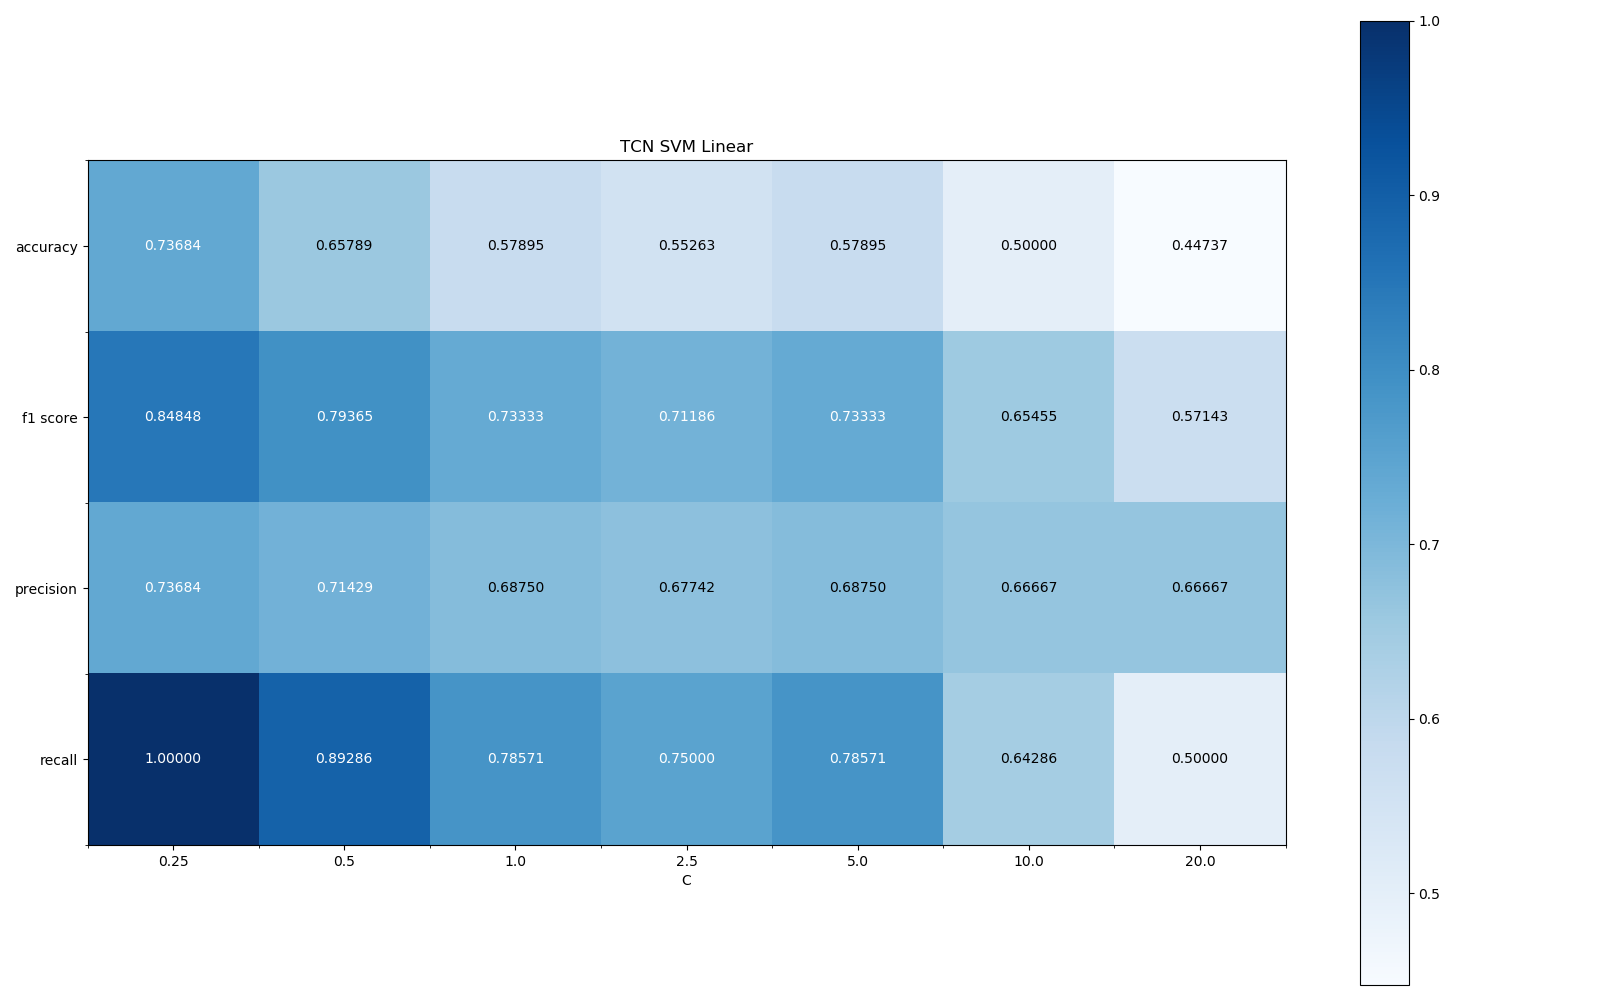 TCN SVM Linear
accuracy 0.73684 0.65789 0.57895 0.55263 0.57895 0.50000 0.44737
f1 score 0.84848 0.79365 0.73333 0.71186 0.73333 0.65455 0.57143
precision 0.73684 0.71429 0.68750 0.67742 0.68750 0.66667 0.66667
recall 1.00000 0.89286 0.78571 0.75000 0.78571 0.64286 0.50000
0.25 0.5 1.0 2.5 5.0 10.0 20.0
C
1.0
0.9
0.8
0.7
0.6
0.5